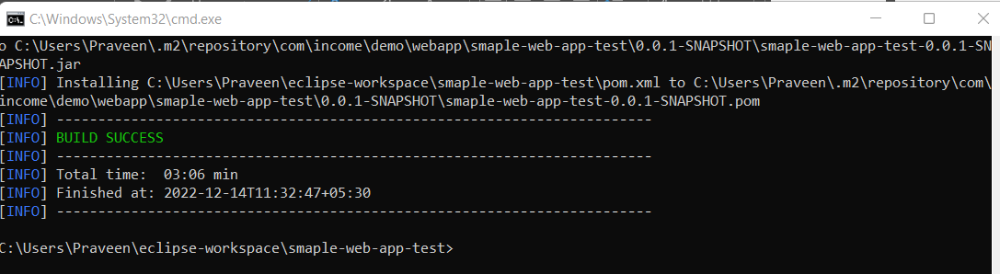 C:\Windows\System32\cmd.exe
o C:\Users\Praveen\.m2\repository\com\income\demo\webapp\smaple-web-app-test\0.0.1-SNAPSHOT\smaple-web-app-test-0.0.1-SN
APSHOT.jar
[INFO] Installing C:\Users\Praveen\eclipse-workspace\smaple-web-app-test\pom.xml to C:\Users\Praveen\.m2\repository\com\
income\demo\webapp\smaple-web-app-test\0.0.1-SNAPSHOT\smaple-web-app-test-0.0.1-SNAPSHOT.pom
[INFO] ------------------------------------------------------------------------
[INFO] BUILD SUCCESS
[INFO] ------------------------------------------------------------------------
[INFO] Total time:  03:06 min
[INFO] Finished at: 2022-12-14T11:32:47+05:30
[INFO] ------------------------------------------------------------------------
C:\Users\Praveen\eclipse-workspace\smaple-web-app-test>